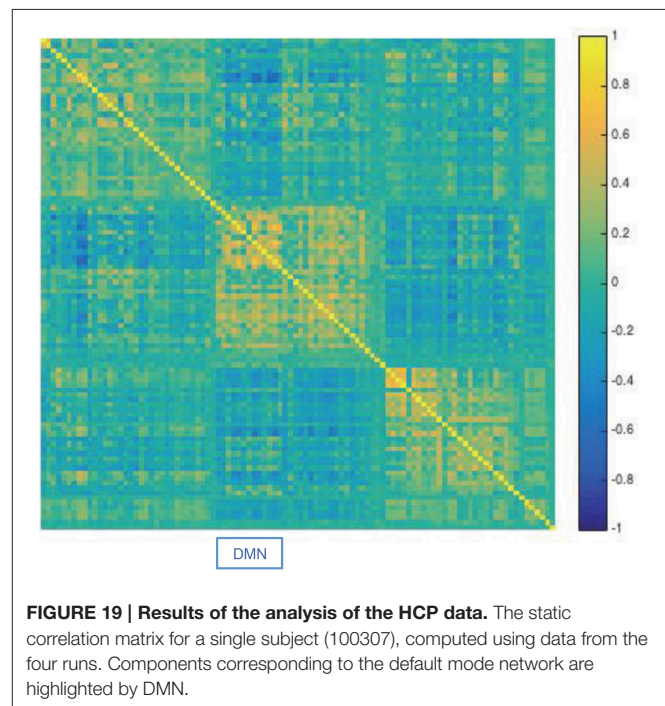 1
0.8
0.6
0.4
0.2
0
-0.2
-0.4
-0.6
-0.8
-1
DMN
FIGURE 19 | Results of the analysis of the HCP data. The static
correlation matrix for a single subject (100307), computed using data from the
four runs. Components corresponding to the default mode network are
highlighted by DMN.